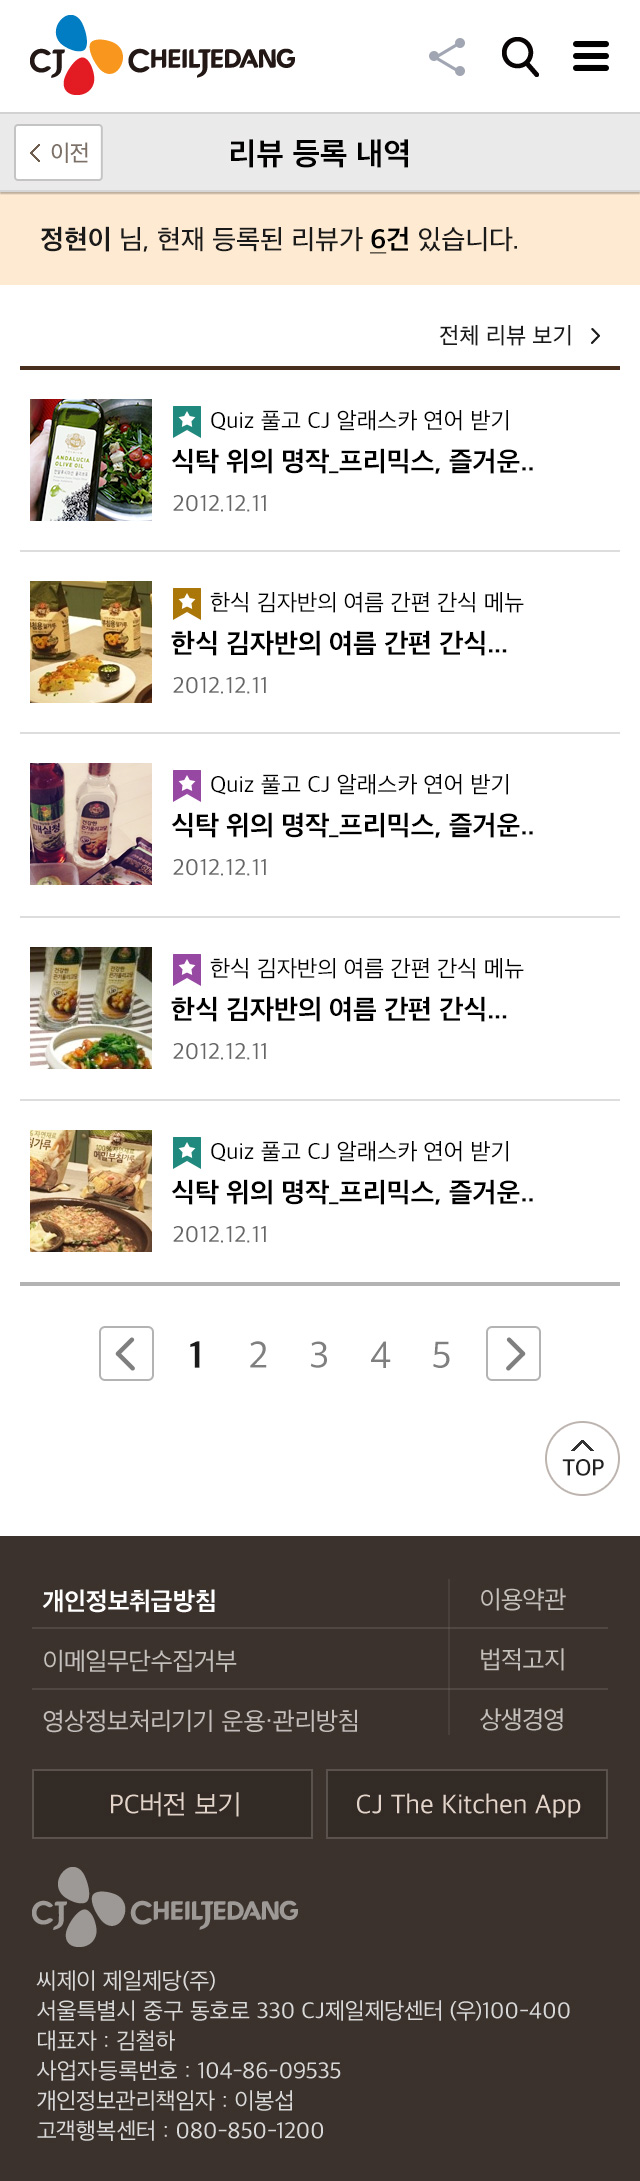 CJ CHEILJEDANG
이전
리뷰 등록 내역
정현이 님, 현재 등록된 리뷰가 6건 있습니다.
전체 리뷰 보기
ANDALUCIA
OLIVE OIL
Quiz 풀고 CJ 알래스카 연어 받기
식탁 위의 명작_프리믹스, 즐거운..
2012.12.11
한식 김자반의 여름 간편 간식 메뉴
한식 김자반의 여름 간편 간식...
2012.12.11
매실청
Quiz 풀고 CJ 알래스카 연어 받기
식탁 위의 명작_프리믹스, 즐거운..
2012.12.11
한식 김자반의 여름 간편 간식 메뉴
한식 김자반의 여름 간편 간식...
2012.12.11
Quiz 풀고 CJ 알래스카 연어 받기
식탁 위의 명작_프리믹스, 즐거운..
2012.12.11
1 2 3 4 5
TOP
개인정보취급방침
이용약관
이메일무단수집거부
법적고지
영상정보처리기기 운용·관리방침
상생경영
PC버전 보기
CJ The Kitchen App
CJ CHEILJEDANG
씨제이 제일제당(주)
서울특별시 중구 동호로 330 CJ제일제당센터 (우)100-400
대표자 : 김철하
사업자등록번호 : 104-86-09535
개인정보관리책임자 : 이봉섭
고객행복센터 : 080-850-1200